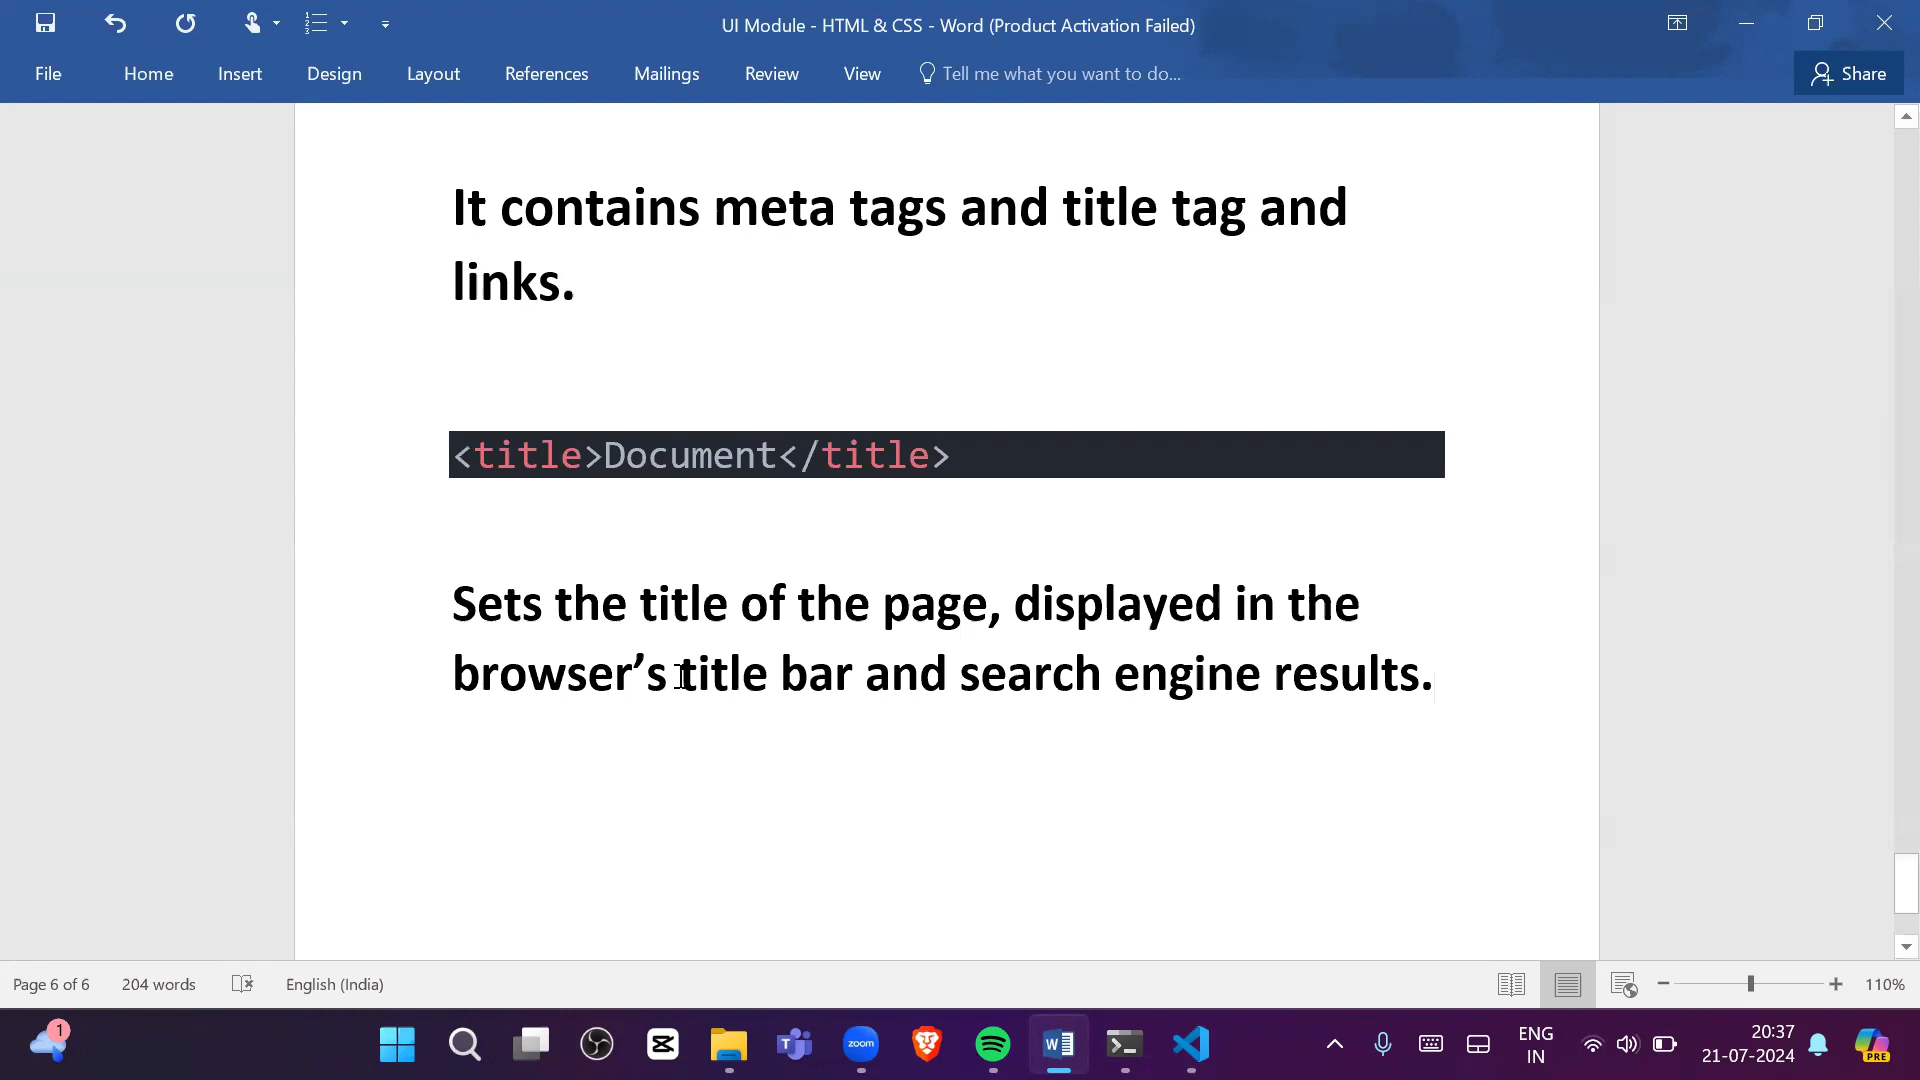 UI Module - HTML & CSS - Word (Product Activation Failed)
File Home Insert Design Layout References Mailings Review View Tell me what you want to do... Share
It contains meta tags and title tag and
links.
<title>Document</title>
Sets the title of the page, displayed in the
browser’s title bar and search engine results.
Page 6 of 6 204 words English (India) 110%
1 zoom W ENG 20:37
IN 21-07-2024 PRE